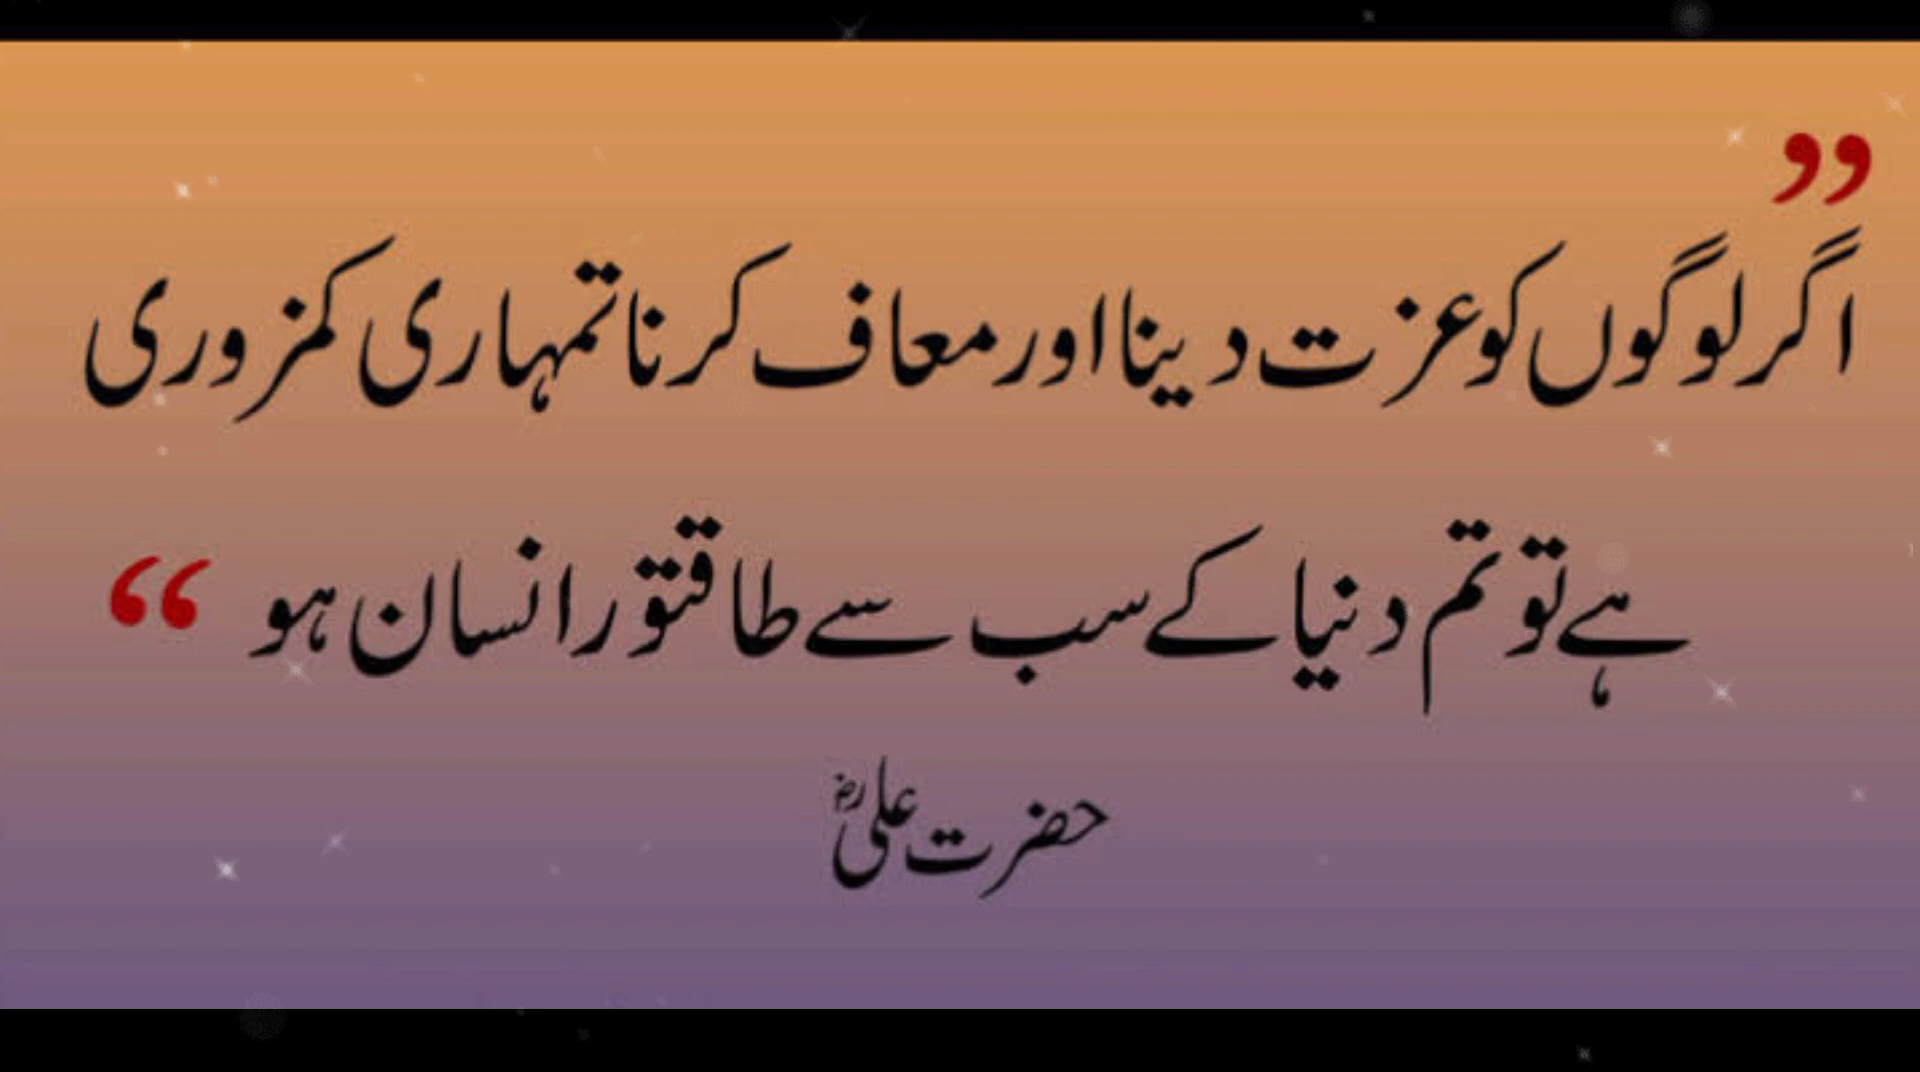 ”اگر لوگوں کو عزت دینا اور معاف کرنا تمہاری کمزوری
ہے تو تم دنیا کے سب سے طاقتور انسان ہو“
حضرت علیؓ